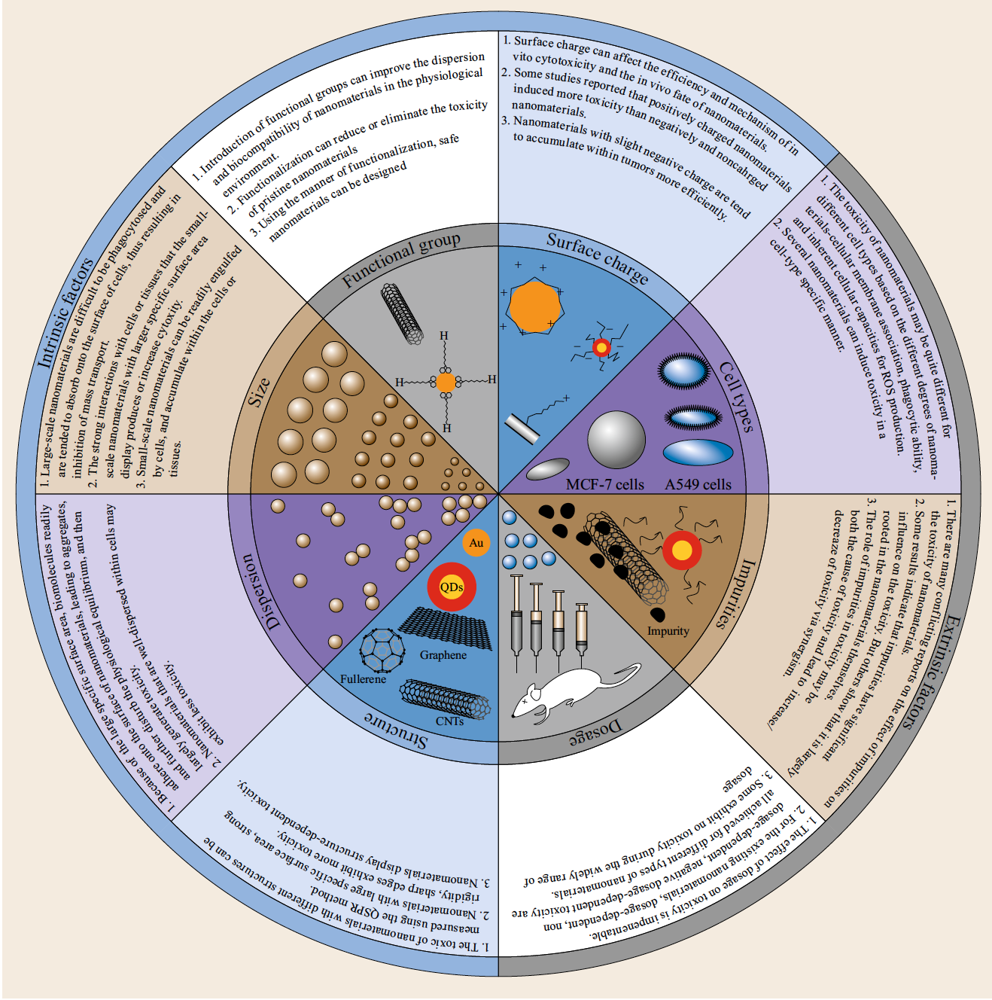 Intrinsic factors
Extrinsic factors
Functional group
1. Introduction of functional groups can improve the dispersion
and biocompatibility of nanomaterials in the physiological
environment.
2. Functionalization can reduce or eliminate the toxicity
of pristine nanomaterials
3. Using the manner of functionalization, safe
nanomaterials can be designed
H
H
H
H
Surface charge
1. Surface charge can affect the efficiency and mechanism of in
vito cytotoxicity and the in vivo fate of nanomaterials.
2. Some studies reported that positively charged nanomaterials
induced more toxicity than negatively and noncahrged
nanomaterials.
3. Nanomaterials with slight negative charge are tend
to accumulate within tumors more efficiently.
+ +
+ +
+ + +
+
Cell types
1. The toxicity of nanomaterials may be quite different for
different cell types based on the different degrees of nanoma-
terials-cellular membrane association, phagocytic ability,
and inherent cellular capacities for ROS production.
2. Several nanomaterials can induce toxicity in a
cell-type specific manner.
MCF-7 cells
A549 cells
Impurities
1. There are many conflicting reports on the effect of impurities on
the toxicity of nanomaterials.
2. Some results indicate that impurities have significant
influence on the toxicity. But others show that it is largely
rooted in the nanomaterials themselves.
3. The role of impurities in toxicity may be
both the cause of toxicity and lead to increase/
decreaze of toxicity via synergism.
Impurity
Dosage
1. The effect of dosage on toxicity is impenentable.
2. For the existing nanomaterials, dosage-dependent, non
dosage-dependent, negative dosage-dependent toxicity are
all achieved for different types of nanomaterials.
3. Some exhibit no toxicity during the widely range of
dosage
Structure
1. The toxic of nanomaterials with different structures can be
measured using the QSPR method.
2. Nanomaterials with large specific surface area, strong
rigidity, sharp edges exhibit more toxicity.
3. Nanomaterials display structure-dependent toxicity.
Au
QDs
Graphene
Fullerene
CNTs
Dispersion
1. Because of the large specific surface area, biomolecules readily
adhere onto the surface of nanomaterials, leading to aggregates,
and further disturb the physiological equilibrium, and then
largely generate toxicity.
2. Nanomaterials that are well-dispersed within cells may
exhibit less toxicity.
Size
1. Large-scale nanomaterials are difficult to be phagocytosed and
are tended to absorb onto the surface of cells, thus resulting in
inhibition of mass transport.
2. The strong interactions with cells or tissues that the small-
scale nanomaterials with larger specific surface area
display produces or increase cytoxity.
3. Small-scale nanomaterials can be readily engulfed
by cells, and accumulate within the cells or
tissues.